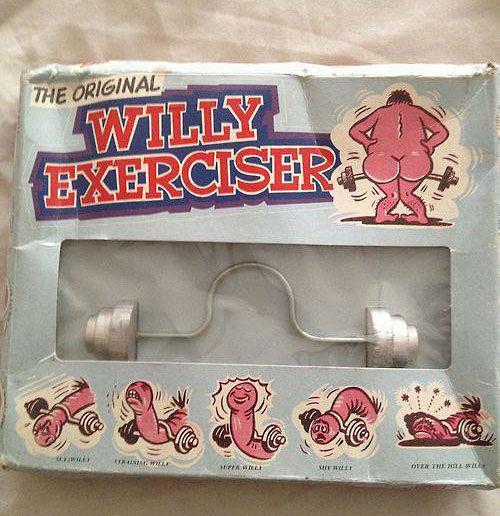 THE ORIGINAL
WILLY
EXERCISER
STRAINING WILLY
SUPER WILLY
SHY WILLY
OVER THE HILL WILLY